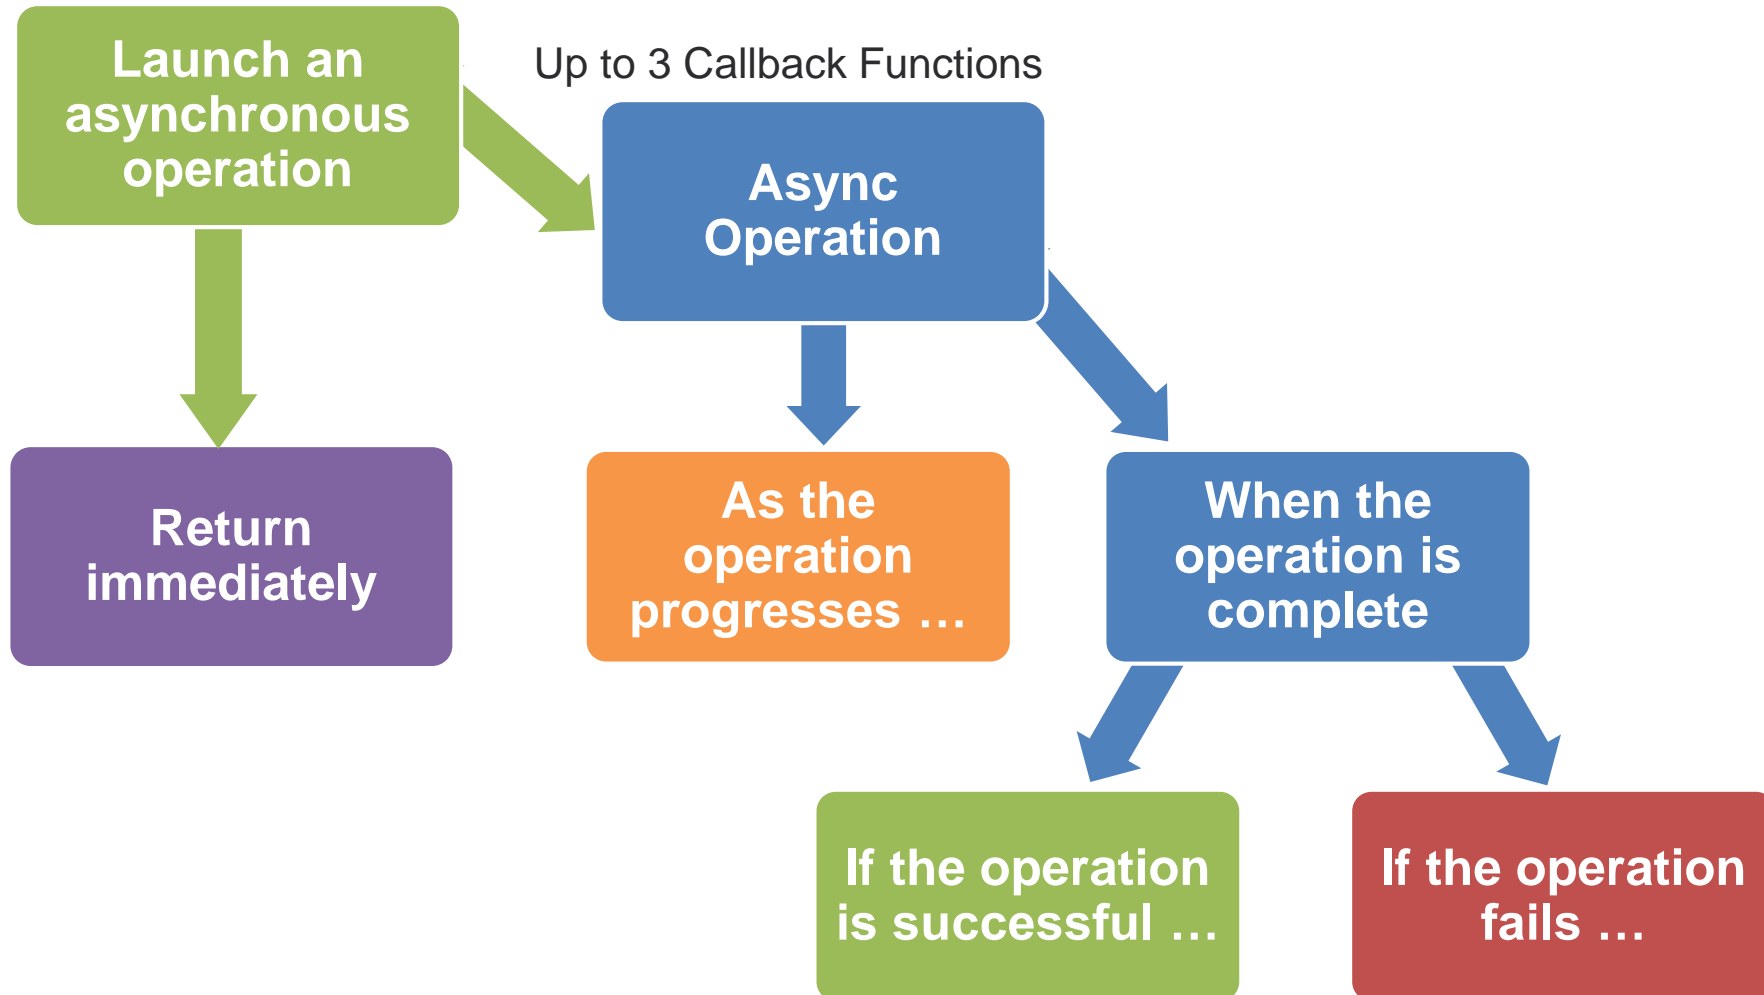 Launch an
asynchronous
operation
Up to 3 Callback Functions
Async
Operation
Return
immediately
As the
operation
progresses …
When the
operation is
complete
If the operation
is successful …
If the operation
fails …